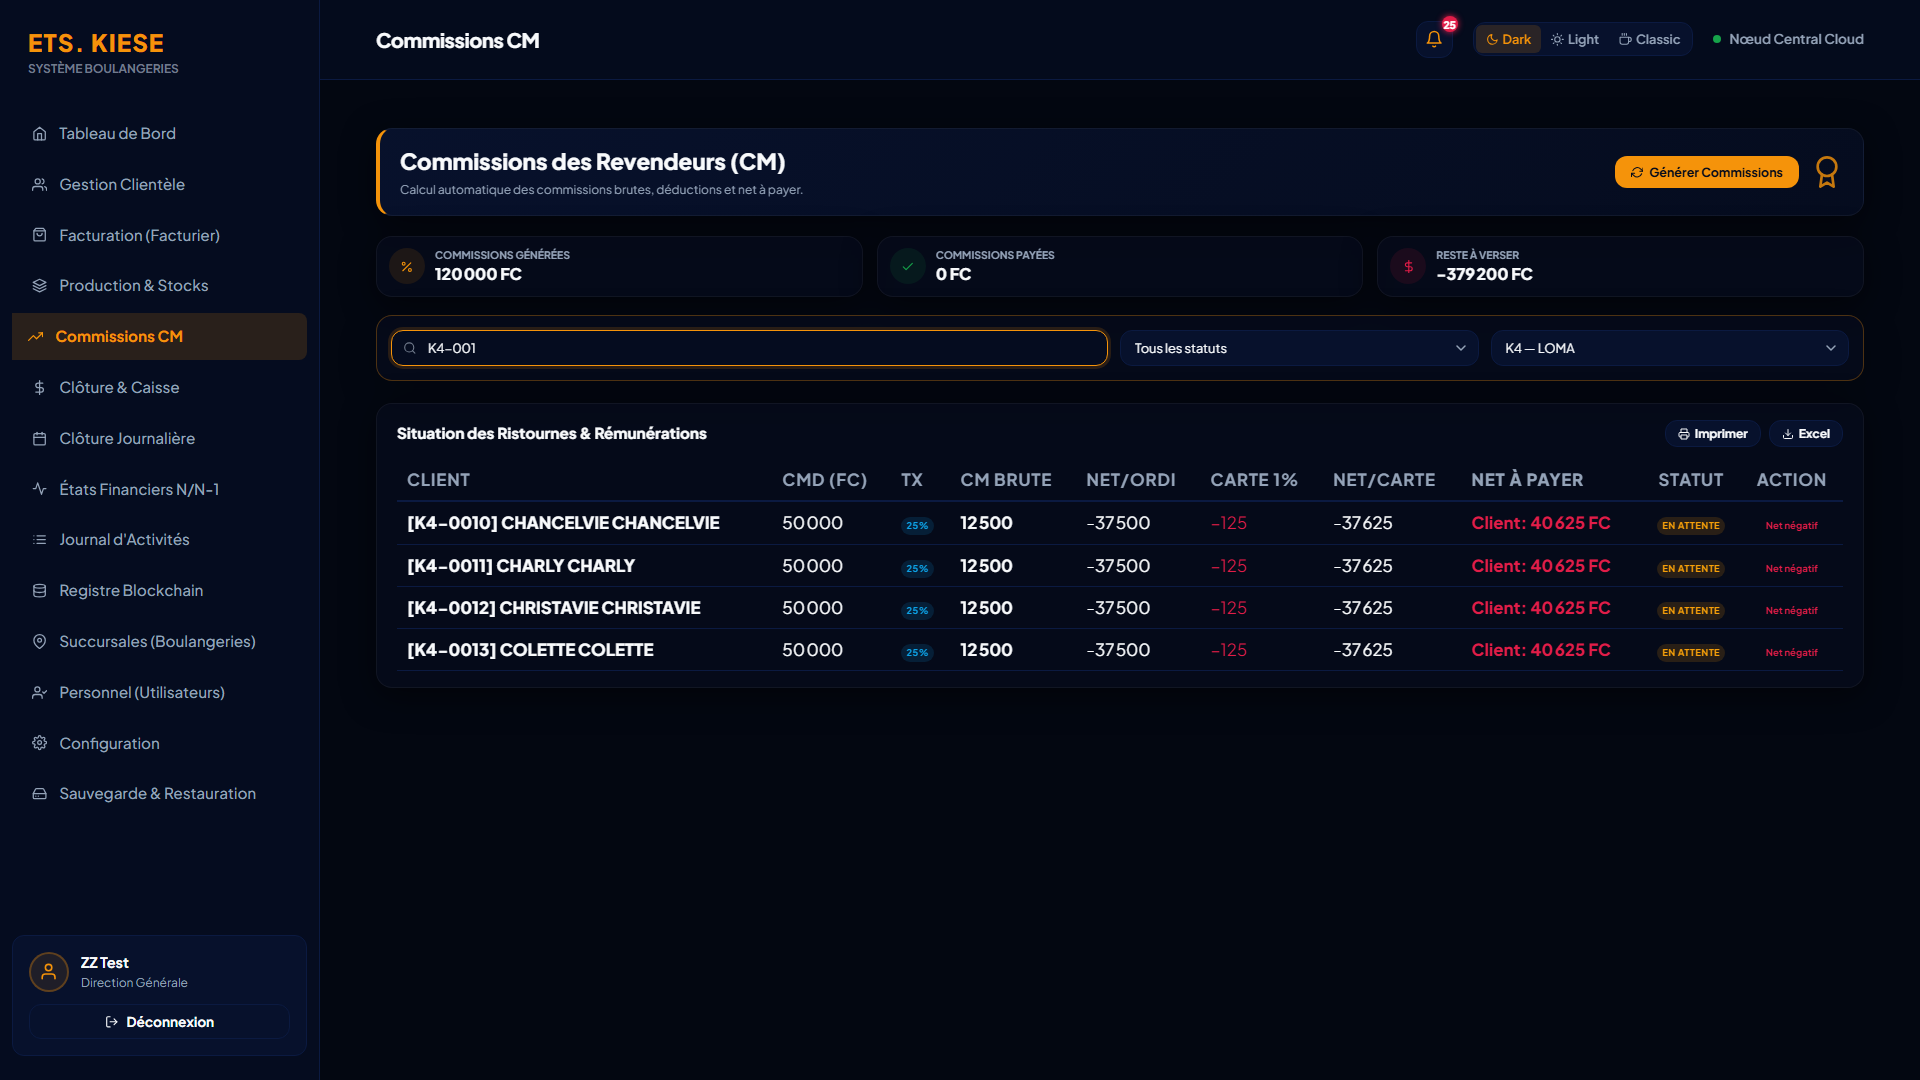 ETS. KIESE
SYSTÈME BOULANGERIES
Tableau de Bord
Gestion Clientèle
Facturation (Facturier)
Production & Stocks
Commissions CM
Clôture & Caisse
Clôture Journalière
États Financiers N/N-1
Journal d'Activités
Registre Blockchain
Succursales (Boulangeries)
Personnel (Utilisateurs)
Configuration
Sauvegarde & Restauration
ZZ Test
Direction Générale
Déconnexion
Commissions CM
25
Dark Light Classic
Nœud Central Cloud
Commissions des Revendeurs (CM)
Calcul automatique des commissions brutes, déductions et net à payer.
Générer Commissions
COMMISSIONS GÉNÉRÉES
120 000 FC
COMMISSIONS PAYÉES
0 FC
RESTE À VERSER
-379 200 FC
K4-001
Tous les statuts
K4 — LOMA
Situation des Ristournes & Rémunérations
Imprimer
Excel
CLIENT CMD (FC) TX CM BRUTE NET/ORDI CARTE 1% NET/CARTE NET À PAYER STATUT ACTION
[K4-0010] CHANCELVIE CHANCELVIE 50 000 25% 12 500 -37 500 -125 -37 625 Client: 40 625 FC EN ATTENTE Net négatif
[K4-0011] CHARLY CHARLY 50 000 25% 12 500 -37 500 -125 -37 625 Client: 40 625 FC EN ATTENTE Net négatif
[K4-0012] CHRISTAVIE CHRISTAVIE 50 000 25% 12 500 -37 500 -125 -37 625 Client: 40 625 FC EN ATTENTE Net négatif
[K4-0013] COLETTE COLETTE 50 000 25% 12 500 -37 500 -125 -37 625 Client: 40 625 FC EN ATTENTE Net négatif